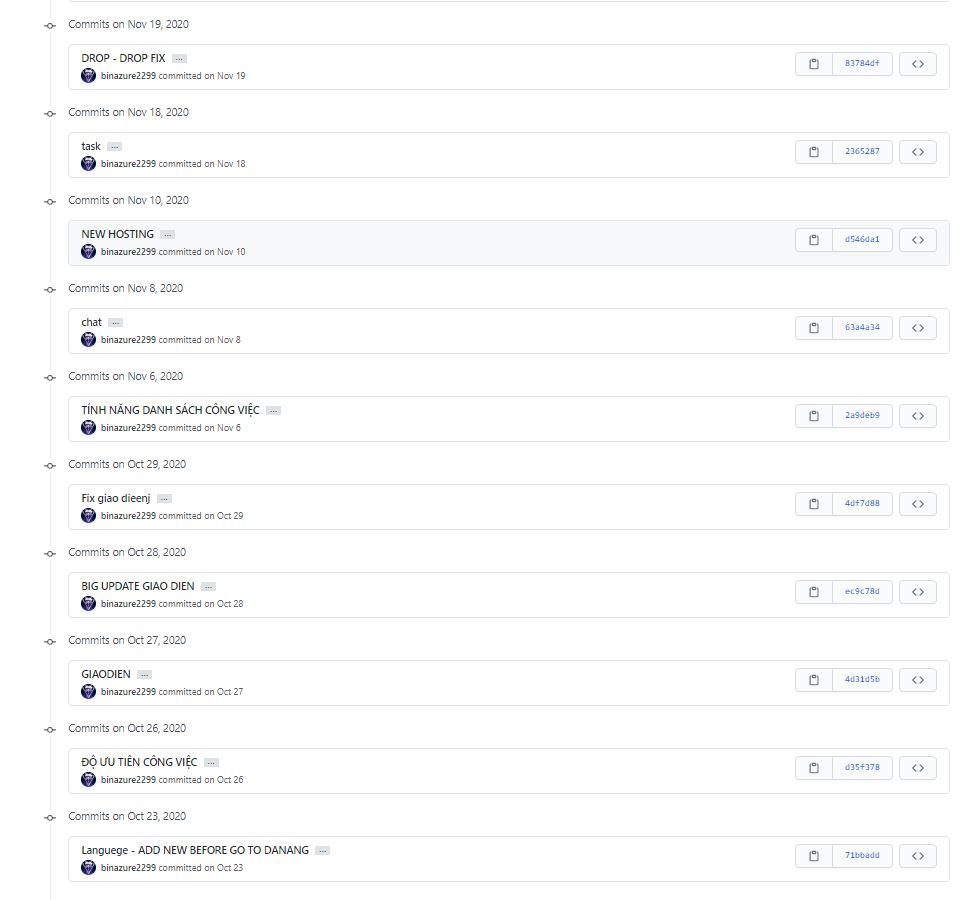 Commits on Nov 19, 2020
DROP - DROP FIX ...
binazure2299 committed on Nov 19
83784df
Commits on Nov 18, 2020
task ...
binazure2299 committed on Nov 18
2365287
Commits on Nov 10, 2020
NEW HOSTING ...
binazure2299 committed on Nov 10
d546da1
Commits on Nov 8, 2020
chat ...
binazure2299 committed on Nov 8
63a4a34
Commits on Nov 6, 2020
TÍNH NĂNG DANH SÁCH CÔNG VIỆC ...
binazure2299 committed on Nov 6
2a9deb9
Commits on Oct 29, 2020
Fix giao dieenj ...
binazure2299 committed on Oct 29
4df7d88
Commits on Oct 28, 2020
BIG UPDATE GIAO DIEN ...
binazure2299 committed on Oct 28
ec9c78d
Commits on Oct 27, 2020
GIAODIEN ...
binazure2299 committed on Oct 27
4d31d5b
Commits on Oct 26, 2020
ĐỘ ƯU TIÊN CÔNG VIỆC ...
binazure2299 committed on Oct 26
d35f378
Commits on Oct 23, 2020
Languege - ADD NEW BEFORE GO TO DANANG ...
binazure2299 committed on Oct 23
71bbadd